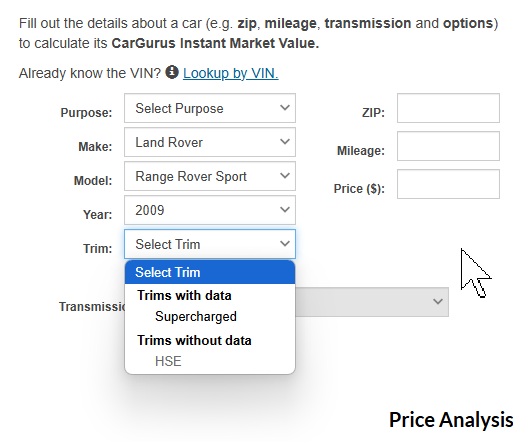 Fill out the details about a car (e.g. zip, mileage, transmission and options)
to calculate its CarGurus Instant Market Value.
Already know the VIN? Lookup by VIN.
Purpose: Select Purpose
ZIP:
Make: Land Rover
Mileage:
Model: Range Rover Sport
Price ($):
Year: 2009
Trim: Select Trim
Select Trim
Trims with data
Supercharged
Trims without data
HSE
Price Analysis